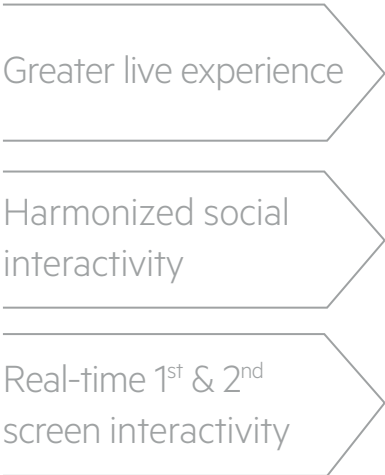 Greater live experience
Harmonized social
interactivity
Real-time 1st & 2nd
screen interactivity